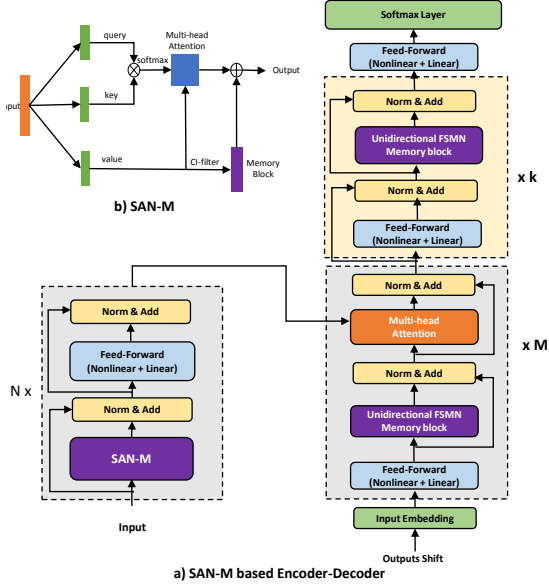 query
key
value
softmax
Multi-head
Attention
Output
CI-filter
Memory
Block
b) SAN-M
Softmax Layer
Feed-Forward
(Nonlinear + Linear)
Norm & Add
Unidirectional FSMN
Memory block
Norm & Add
Feed-Forward
(Nonlinear + Linear)
x k
Norm & Add
Multi-head
Attention
Norm & Add
Unidirectional FSMN
Memory block
Feed-Forward
(Nonlinear + Linear)
x M
Input Embedding
Outputs Shift
Norm & Add
Feed-Forward
(Nonlinear + Linear)
N x
Norm & Add
SAN-M
Input
a) SAN-M based Encoder-Decoder